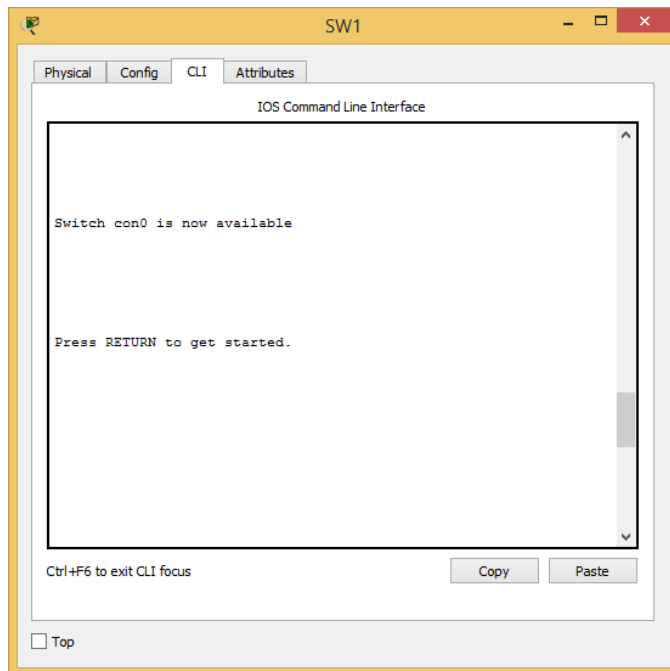 SW1
Physical Config CLI Attributes
IOS Command Line Interface
Switch con0 is now available
Press RETURN to get started.
Ctrl+F6 to exit CLI focus
Copy Paste
Top